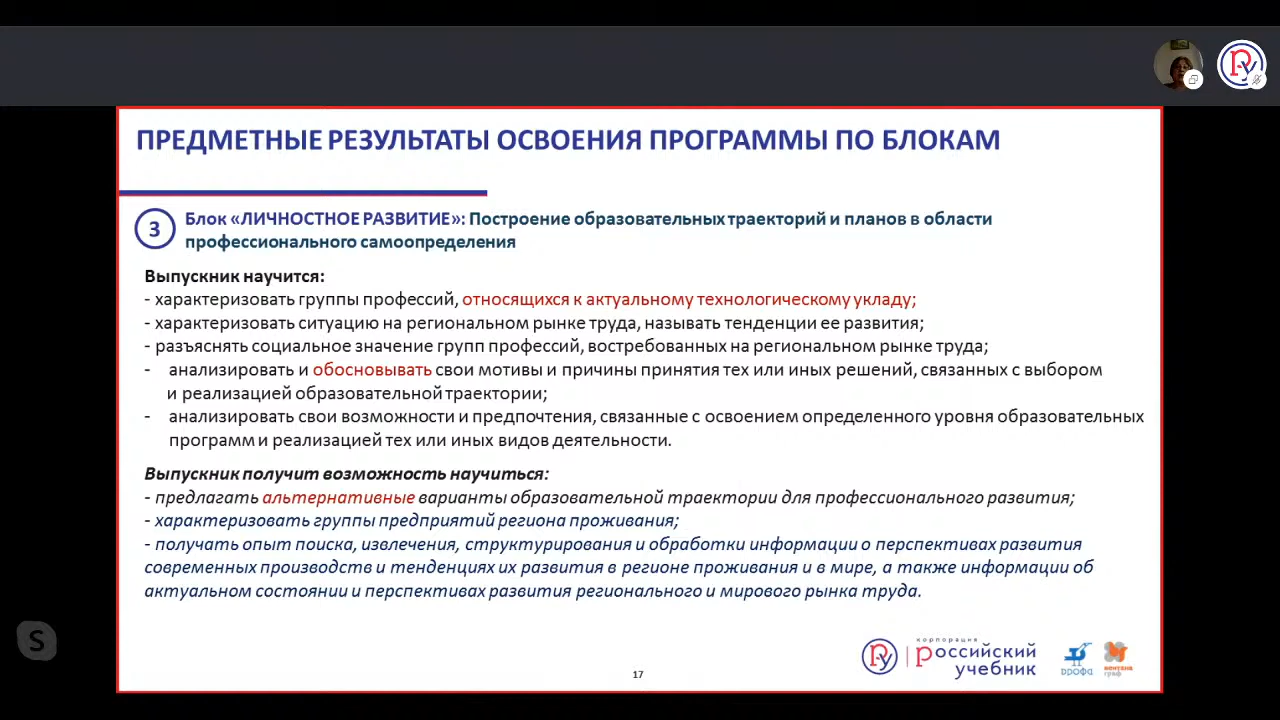 ПРЕДМЕТНЫЕ РЕЗУЛЬТАТЫ ОСВОЕНИЯ ПРОГРАММЫ ПО БЛОКАМ
3
Блок «ЛИЧНОСТНОЕ РАЗВИТИЕ»: Построение образовательных траекторий и планов в области
профессионального самоопределения
Выпускник научится:
- характеризовать группы профессий, относящихся к актуальному технологическому укладу;
- характеризовать ситуацию на региональном рынке труда, называть тенденции ее развития;
- разъяснять социальное значение групп профессий, востребованных на региональном рынке труда;
- анализировать и обосновывать свои мотивы и причины принятия тех или иных решений, связанных с выбором
и реализацией образовательной траектории;
- анализировать свои возможности и предпочтения, связанные с освоением определенного уровня образовательных
программ и реализацией тех или иных видов деятельности.
Выпускник получит возможность научиться:
- предлагать альтернативные варианты образовательной траектории для профессионального развития;
- характеризовать группы предприятий региона проживания;
- получать опыт поиска, извлечения, структурирования и обработки информации о перспективах развития
современных производств и тенденциях их развития в регионе проживания и в мире, а также информации об
актуальном состоянии и перспективах развития регионального и мирового рынка труда.
S
17
корпорация
российский
учебник
дрофа
вентана
граф